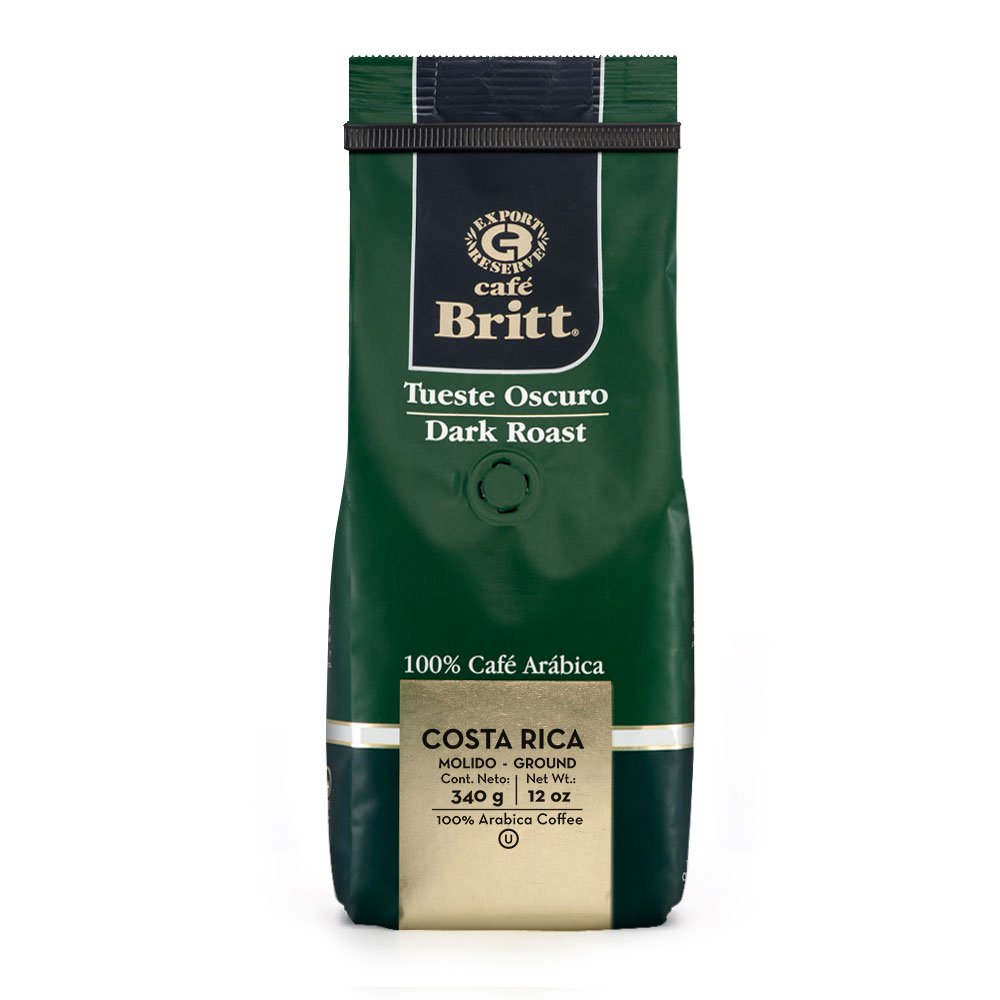 EXPORT
RESERVE
café
Britt®
Tueste Oscuro
Dark Roast
100% Café Arábica
COSTA RICA
MOLIDO - GROUND
Cont. Neto: | Net Wt.:
340 g | 12 oz
100% Arabica Coffee
U